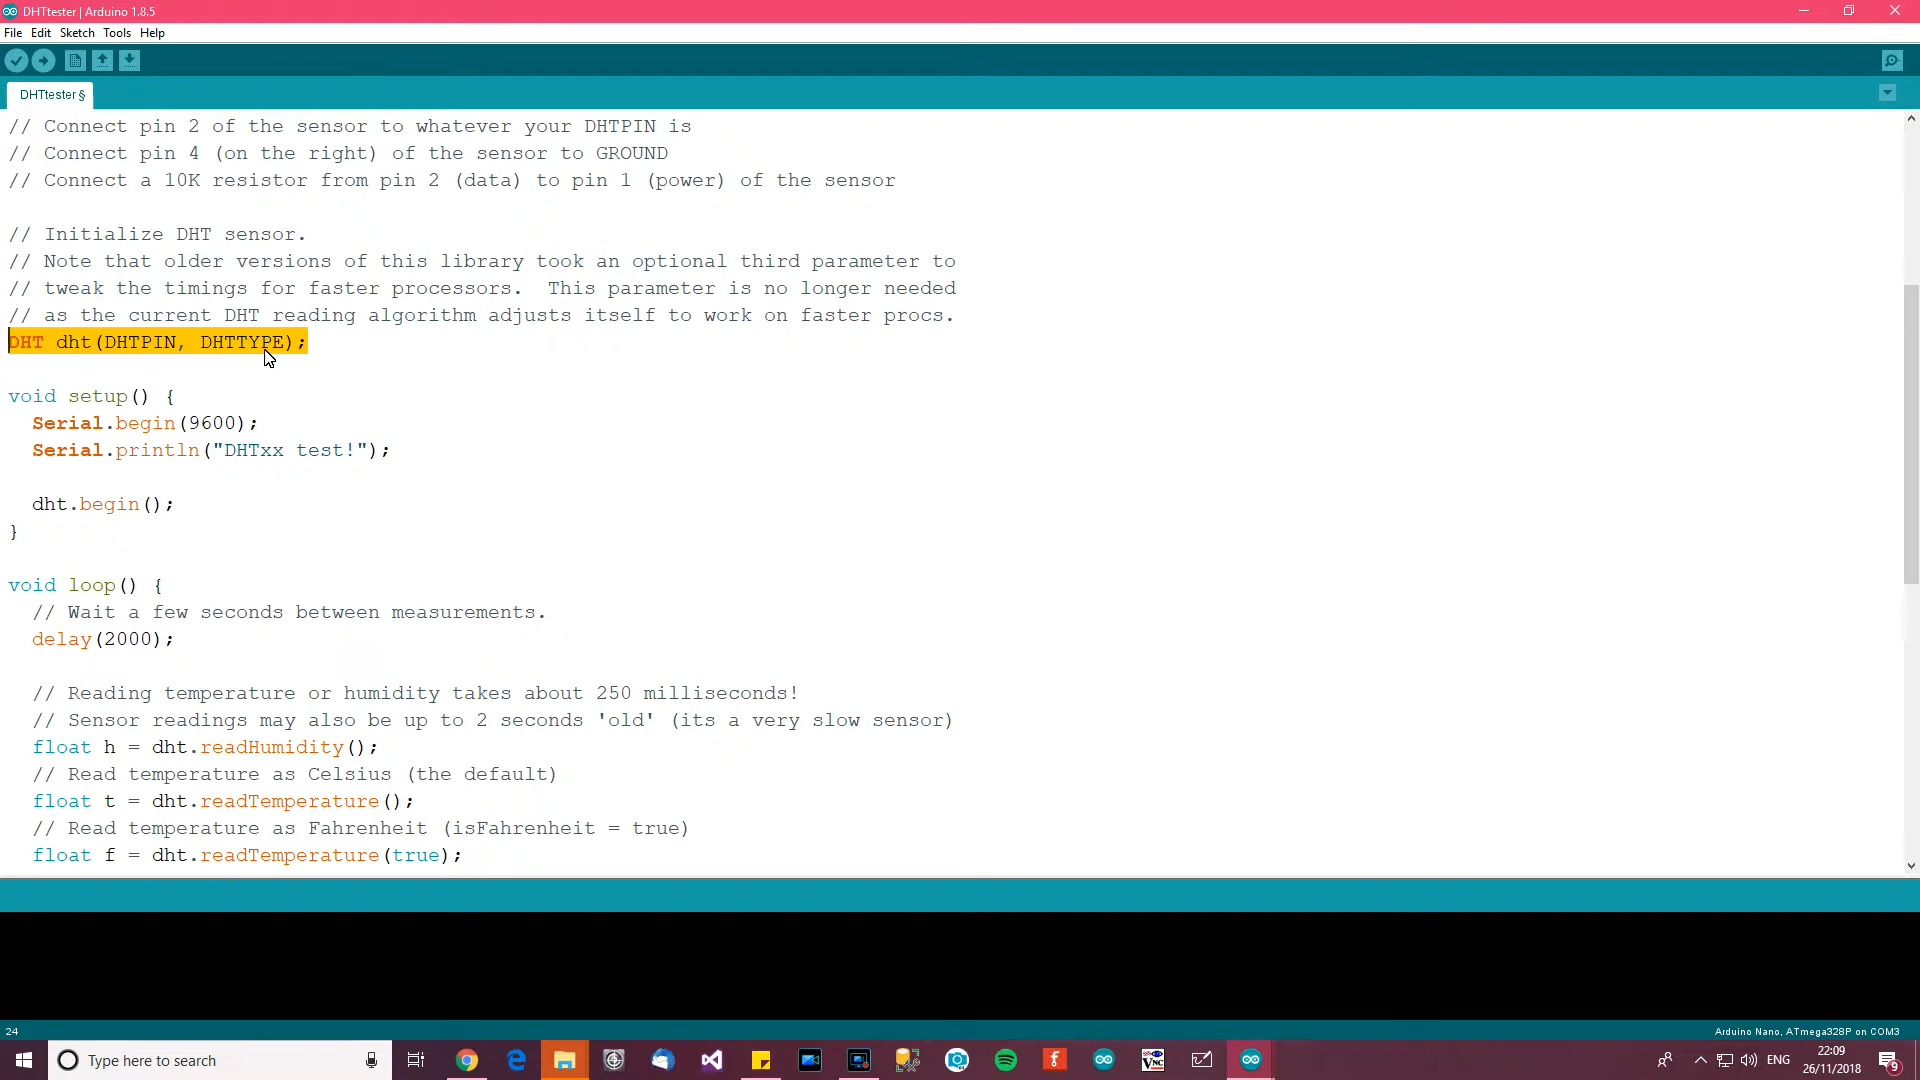 DHTtester | Arduino 1.8.5
File Edit Sketch Tools Help
DHTtester §
// Connect pin 2 of the sensor to whatever your DHTPIN is
// Connect pin 4 (on the right) of the sensor to GROUND
// Connect a 10K resistor from pin 2 (data) to pin 1 (power) of the sensor
// Initialize DHT sensor.
// Note that older versions of this library took an optional third parameter to
// tweak the timings for faster processors.  This parameter is no longer needed
// as the current DHT reading algorithm adjusts itself to work on faster procs.
DHT dht(DHTPIN, DHTTYPE);
void setup() {
  Serial.begin(9600);
  Serial.println("DHTxx test!");
  dht.begin();
}
void loop() {
  // Wait a few seconds between measurements.
  delay(2000);
  // Reading temperature or humidity takes about 250 milliseconds!
  // Sensor readings may also be up to 2 seconds 'old' (its a very slow sensor)
  float h = dht.readHumidity();
  // Read temperature as Celsius (the default)
  float t = dht.readTemperature();
  // Read temperature as Fahrenheit (isFahrenheit = true)
  float f = dht.readTemperature(true);
24
Arduino Nano, ATmega328P on COM3
Type here to search
ENG
22:09
26/11/2018
9